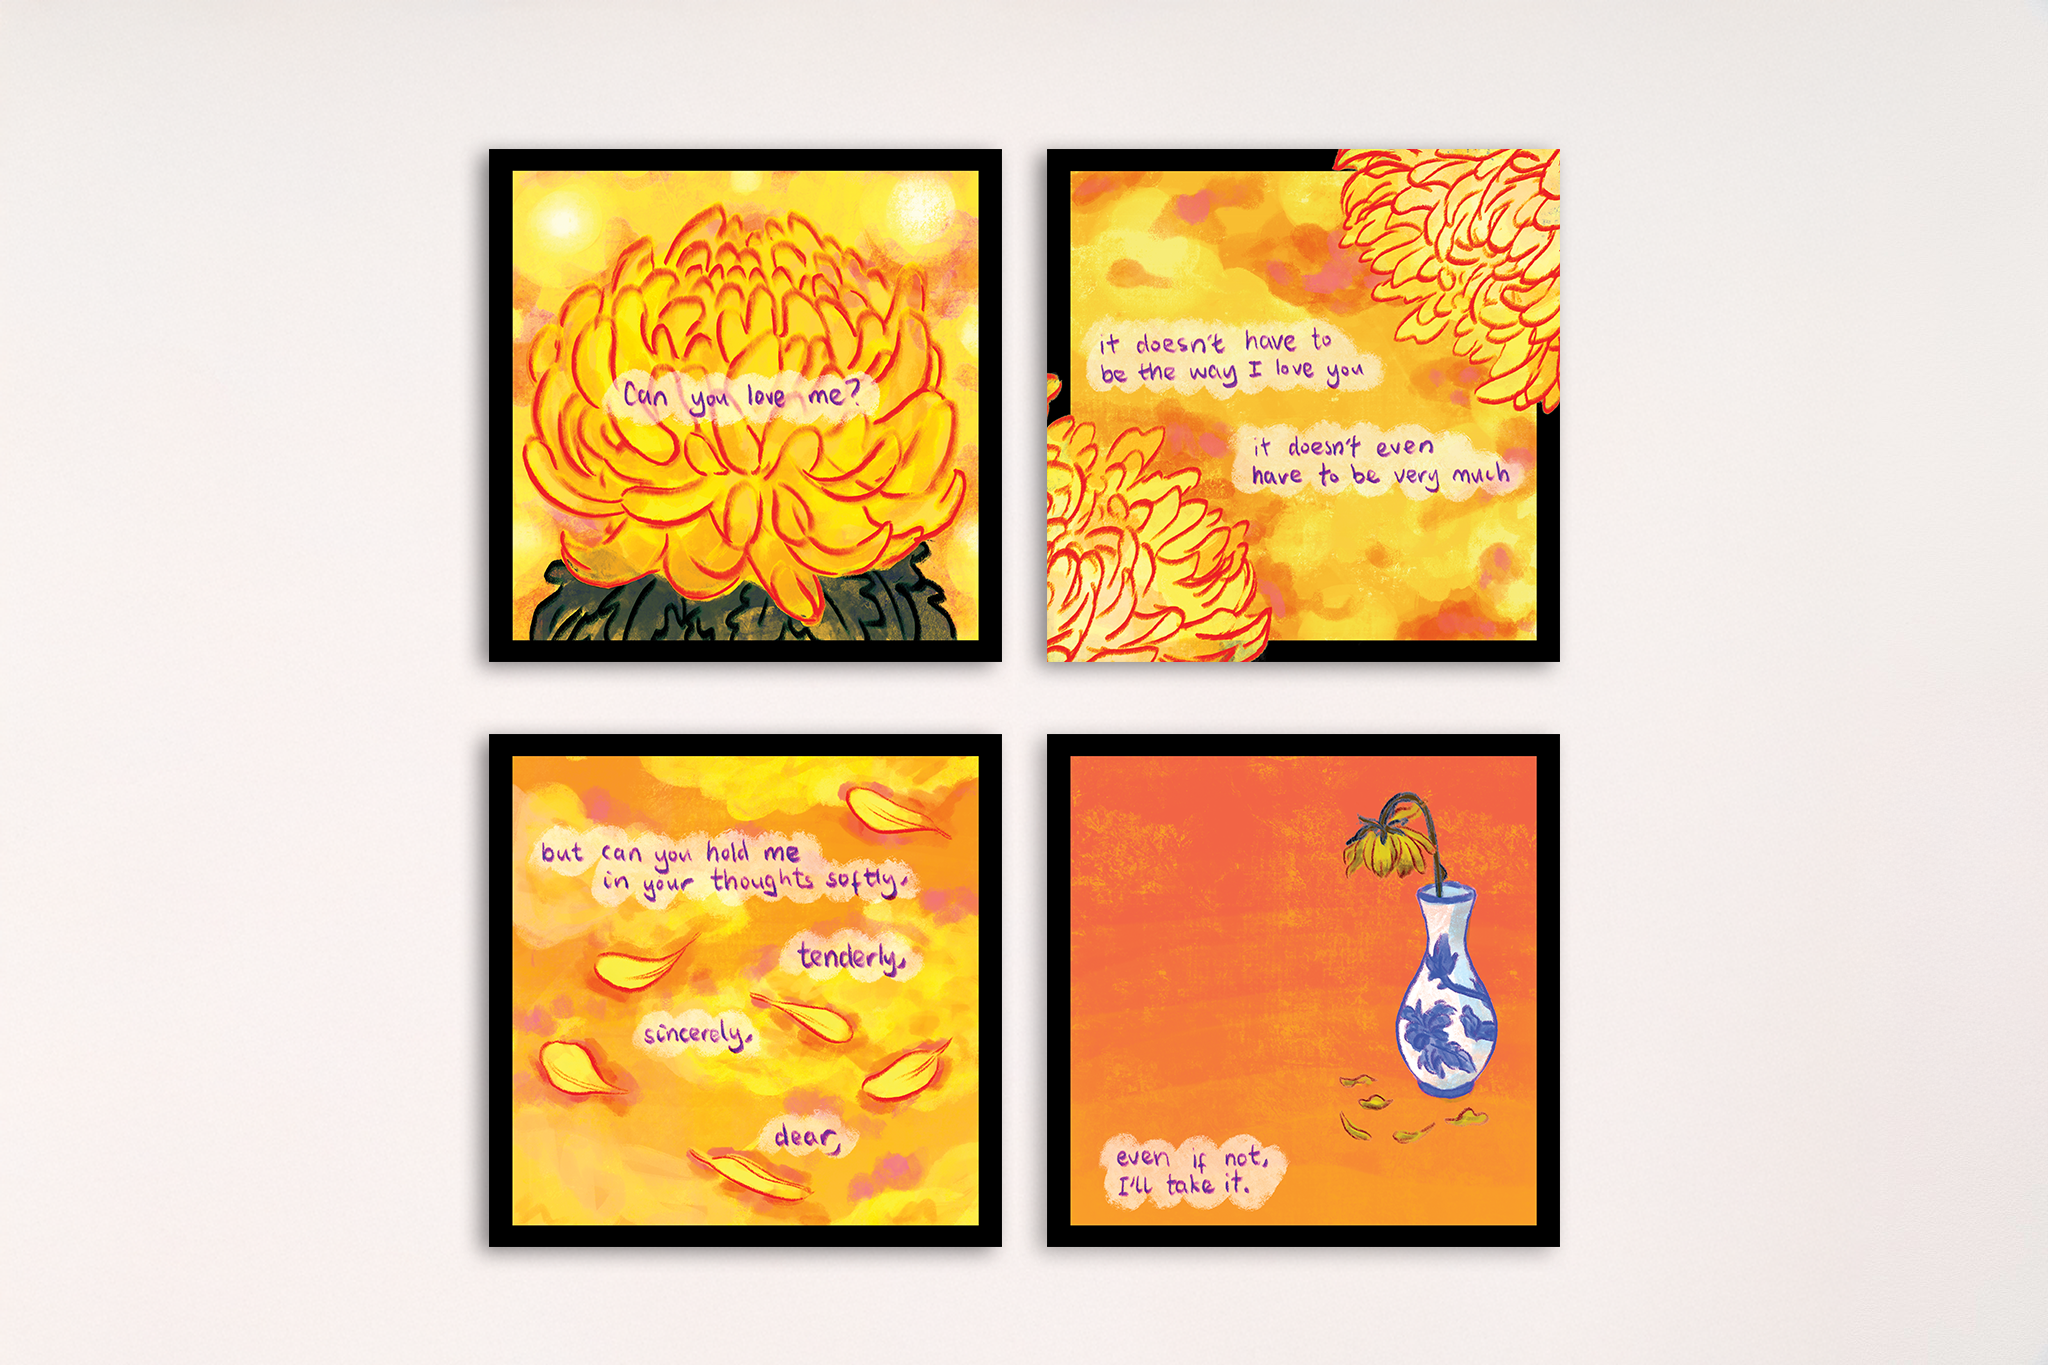 Can you love me?
it doesn't have to
be the way I love you
it doesn't even
have to be very much
but can you hold me
in your thoughts softly,
tenderly,
sincerely,
dear,
even if not,
I'll take it.